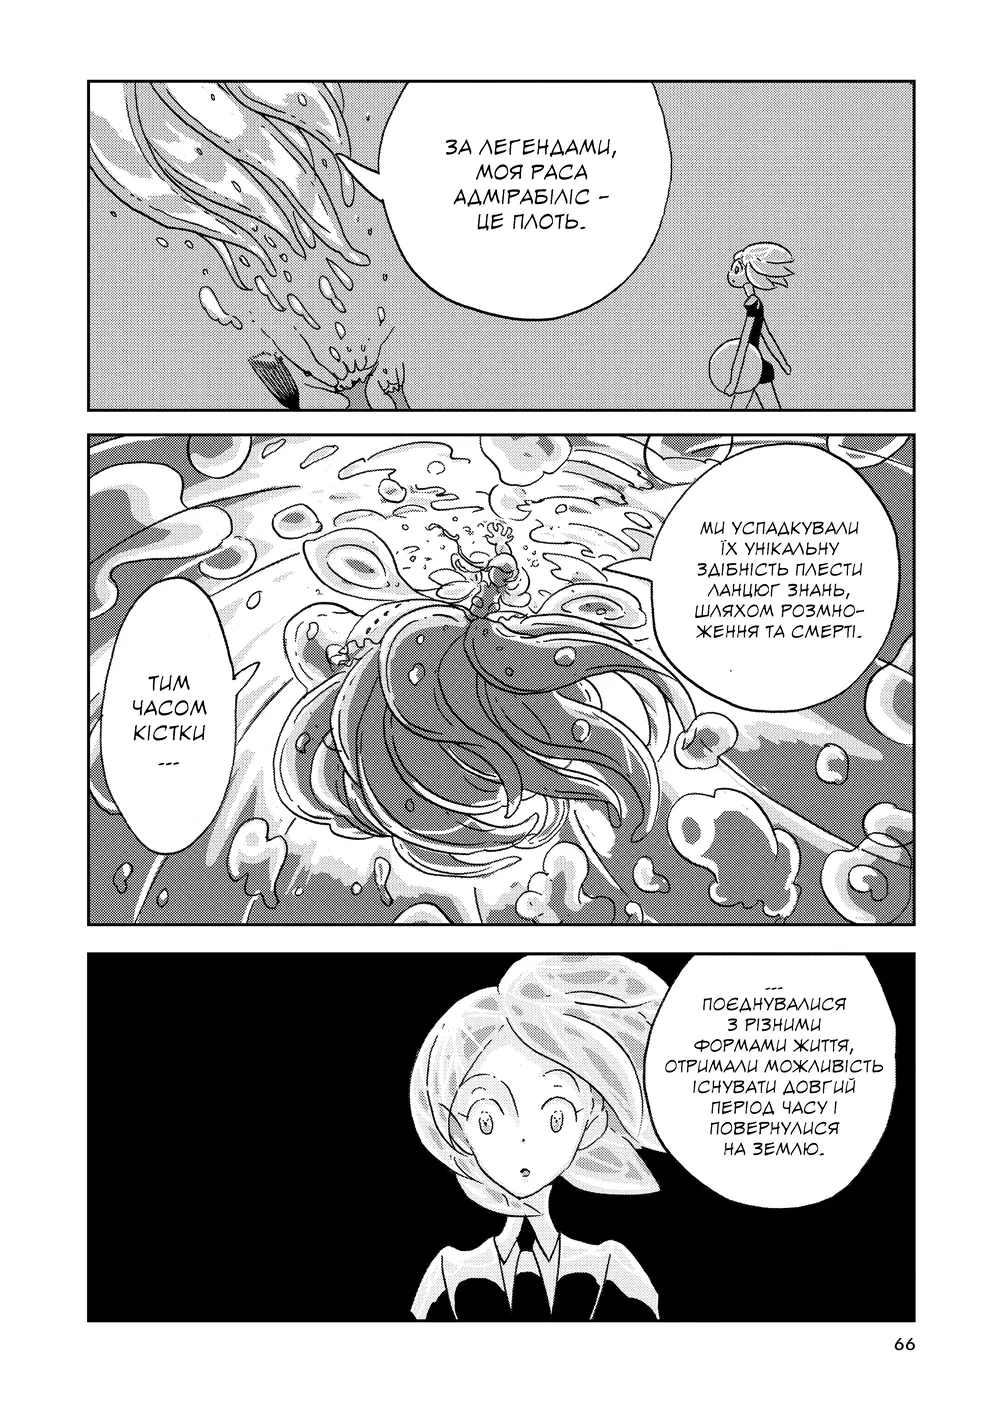 ЗА ЛЕГЕНДАМИ,
МОЯ РАСА
АДМІРАБІЛІС –
ЦЕ ПЛОТЬ.
МИ УСПАДКУВАЛИ
ЇХ УНІКАЛЬНУ
ЗДІБНІСТЬ ПЛЕСТИ
ЛАНЦЮГ ЗНАНЬ,
ШЛЯХОМ РОЗМНО-
ЖЕННЯ ТА СМЕРТІ.
ТИМ
ЧАСОМ
КІСТКИ
...
...
ПОЄДНУВАЛИСЯ
З РІЗНИМИ
ФОРМАМИ ЖИТТЯ,
ОТРИМАЛИ МОЖЛИВІСТЬ
ІСНУВАТИ ДОВГИЙ
ПЕРІОД ЧАСУ І
ПОВЕРНУЛИСЯ
НА ЗЕМЛЮ.
66